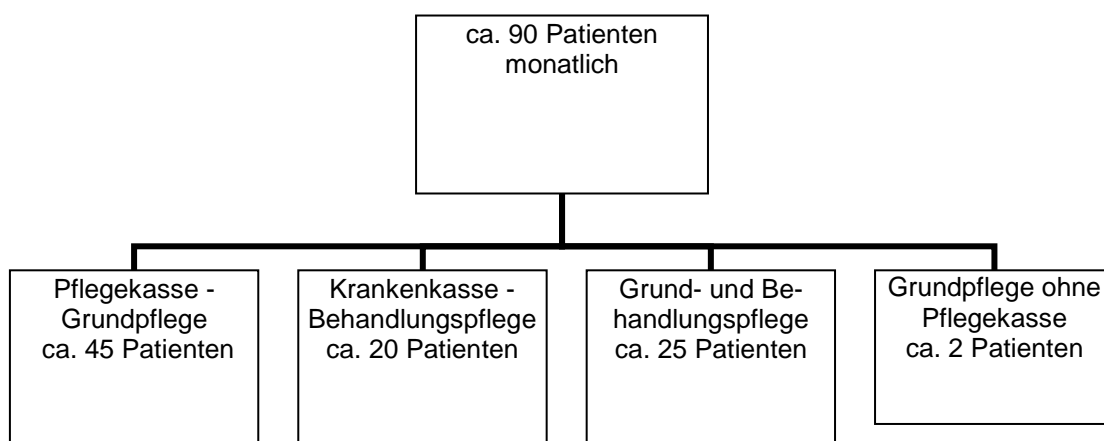 ca. 90 Patienten
monatlich
Pflegekasse -
Grundpflege
ca. 45 Patienten
Krankenkasse -
Behandlungspflege
ca. 20 Patienten
Grund- und Be-
handlungspflege
ca. 25 Patienten
Grundpflege ohne
Pflegekasse
ca. 2 Patienten